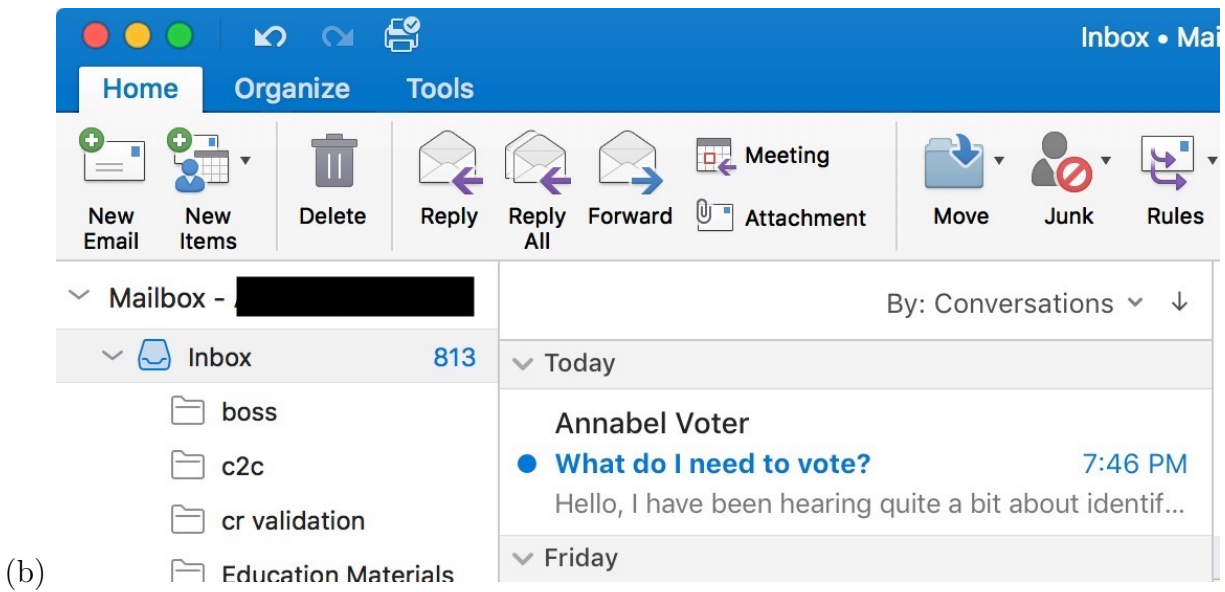 Inbox • Mai
Home Organize Tools
New Email
New Items
Delete
Reply
Reply All
Forward
Meeting
Attachment
Move
Junk
Rules
Mailbox -
By: Conversations
Inbox 813
Today
boss
Annabel Voter
c2c
What do I need to vote? 7:46 PM
Hello, I have been hearing quite a bit about identif...
cr validation
Friday
Education Materials
(b)